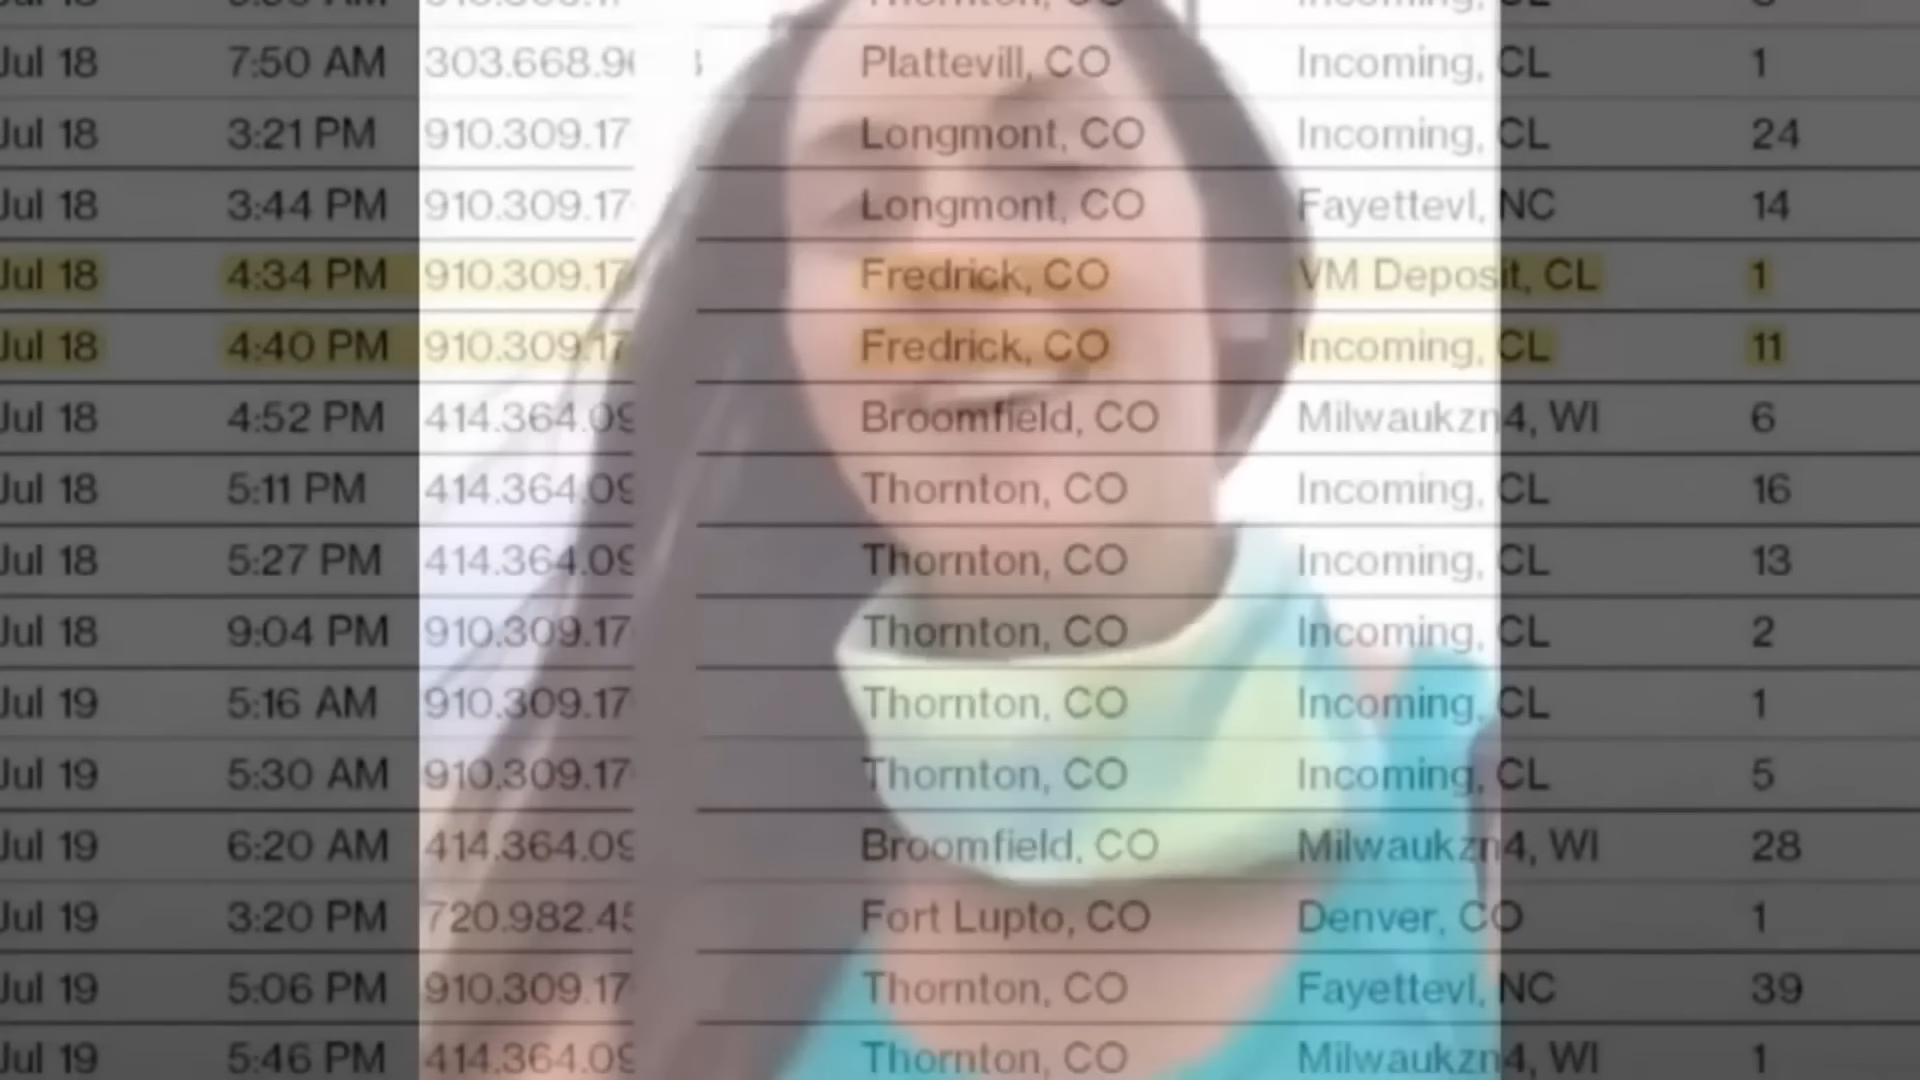 Jul 18 7:50 AM 303.668.9 Plattevill, CO Incoming, CL 1
Jul 18 3:21 PM 910.309.17 Longmont, CO Incoming, CL 24
Jul 18 3:44 PM 910.309.17 Longmont, CO Fayettevl, NC 14
Jul 18 4:34 PM 910.309.17 Fredrick, CO VM Deposit, CL 1
Jul 18 4:40 PM 910.309.17 Fredrick, CO Incoming, CL 11
Jul 18 4:52 PM 414.364.09 Broomfield, CO Milwaukzn4, WI 6
Jul 18 5:11 PM 414.364.09 Thornton, CO Incoming, CL 16
Jul 18 5:27 PM 414.364.09 Thornton, CO Incoming, CL 13
Jul 18 9:04 PM 910.309.17 Thornton, CO Incoming, CL 2
Jul 19 5:16 AM 910.309.17 Thornton, CO Incoming, CL 1
Jul 19 5:30 AM 910.309.17 Thornton, CO Incoming, CL 5
Jul 19 6:20 AM 414.364.09 Broomfield, CO Milwaukzn4, WI 28
Jul 19 3:20 PM 720.982.45 Fort Lupto, CO Denver, CO 1
Jul 19 5:06 PM 910.309.17 Thornton, CO Fayettevl, NC 39
Jul 19 5:46 PM 414.364.09 Thornton, CO Milwaukzn4, WI 1